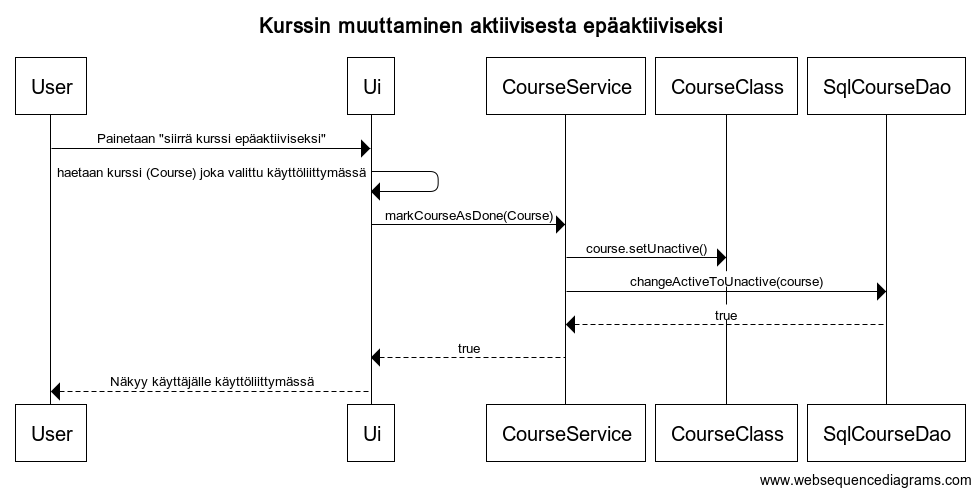 Kurssin muuttaminen aktiivisesta epäaktiiviseksi
User
Ui
CourseService
CourseClass
SqlCourseDao
Painetaan "siirrä kurssi epäaktiiviseksi"
haetaan kurssi (Course) joka valittu käyttöliittymässä
markCourseAsDone(Course)
course.setUnactive()
changeActiveToUnactive(course)
true
true
Näkyy käyttäjälle käyttöliittymässä
User
Ui
CourseService
CourseClass
SqlCourseDao
www.websequencediagrams.com